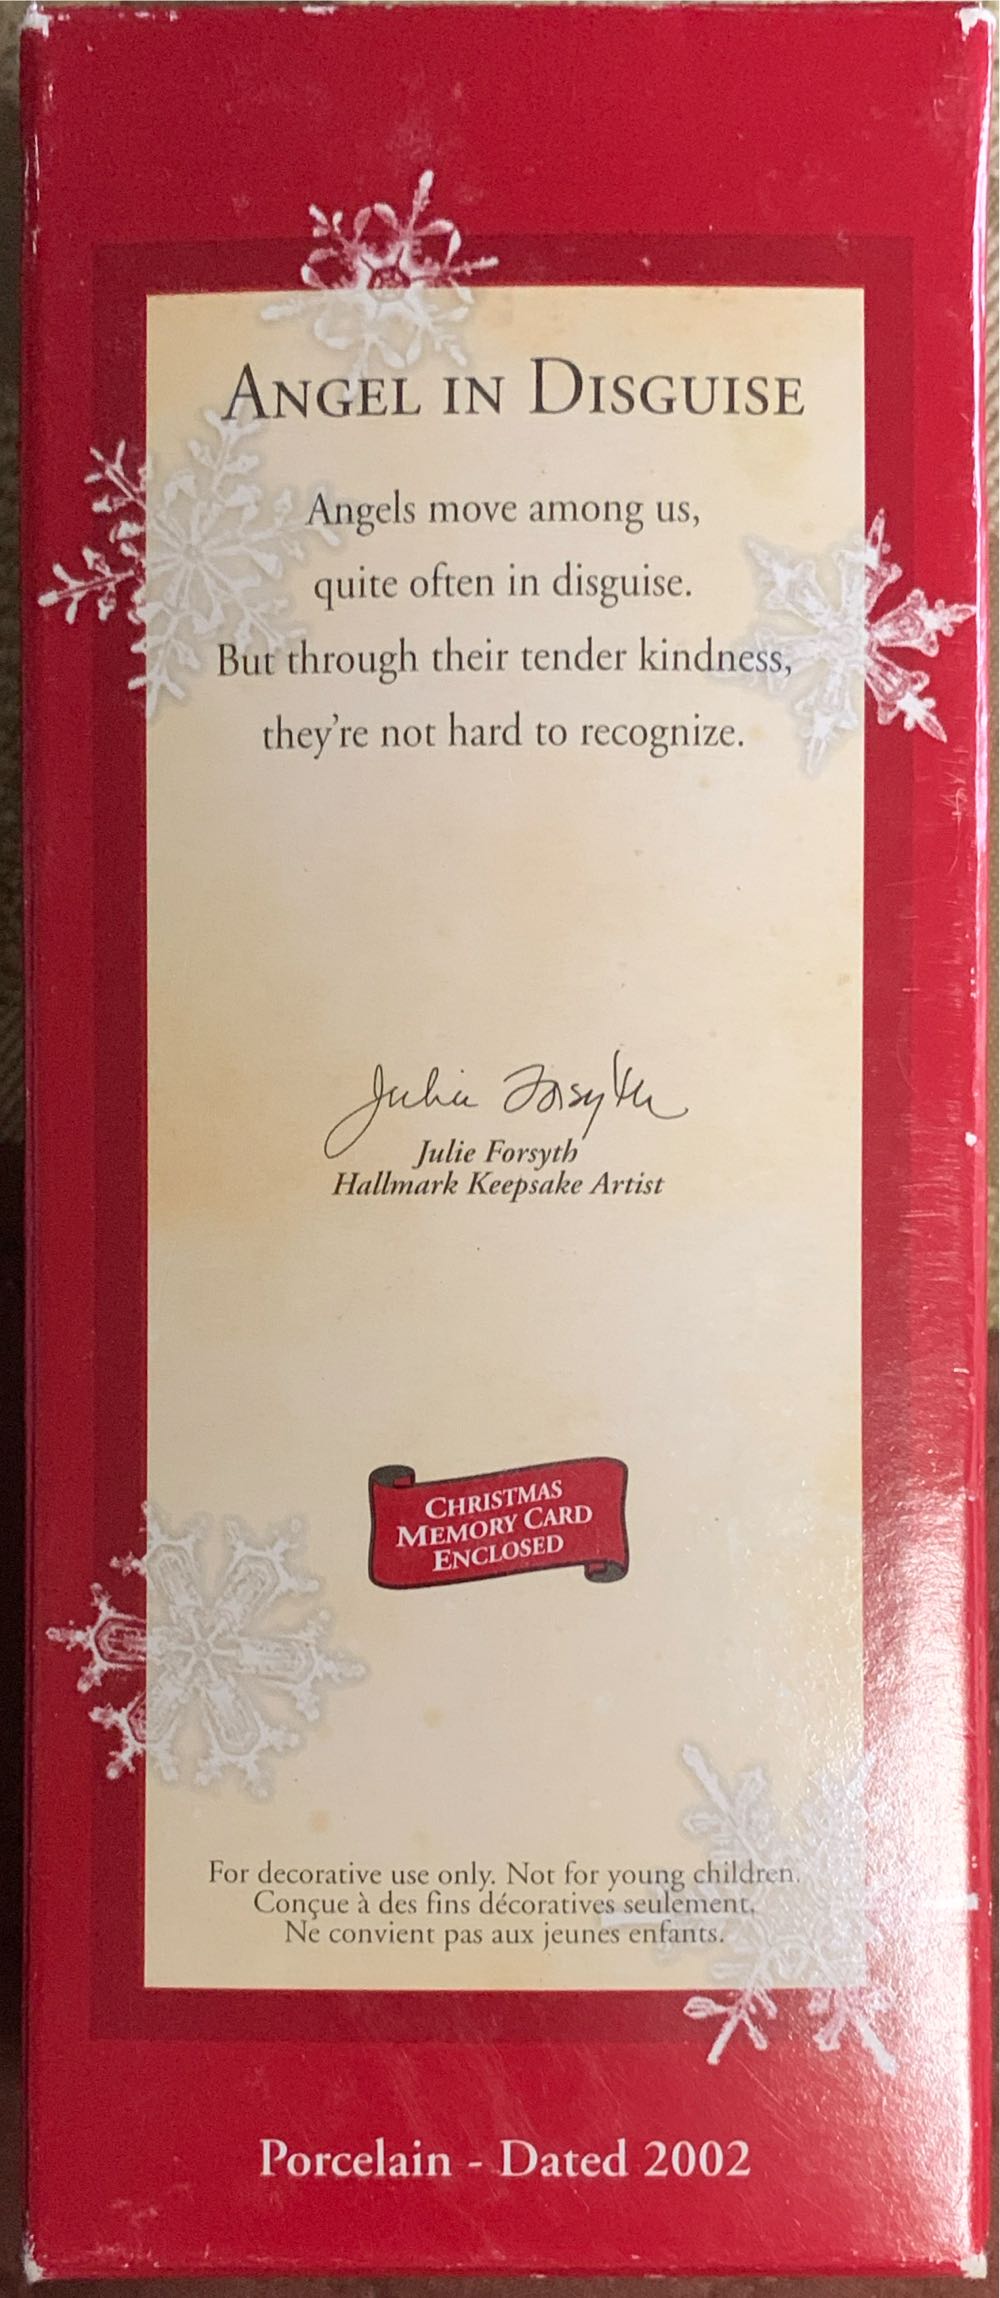 ANGEL IN DISGUISE
Angels move among us,
quite often in disguise.
But through their tender kindness,
they're not hard to recognize.
Julie Forsyth
Julie Forsyth
Hallmark Keepsake Artist
CHRISTMAS
MEMORY CARD
ENCLOSED
For decorative use only. Not for young children.
Conçue à des fins décoratives seulement.
Ne convient pas aux jeunes enfants.
Porcelain - Dated 2002